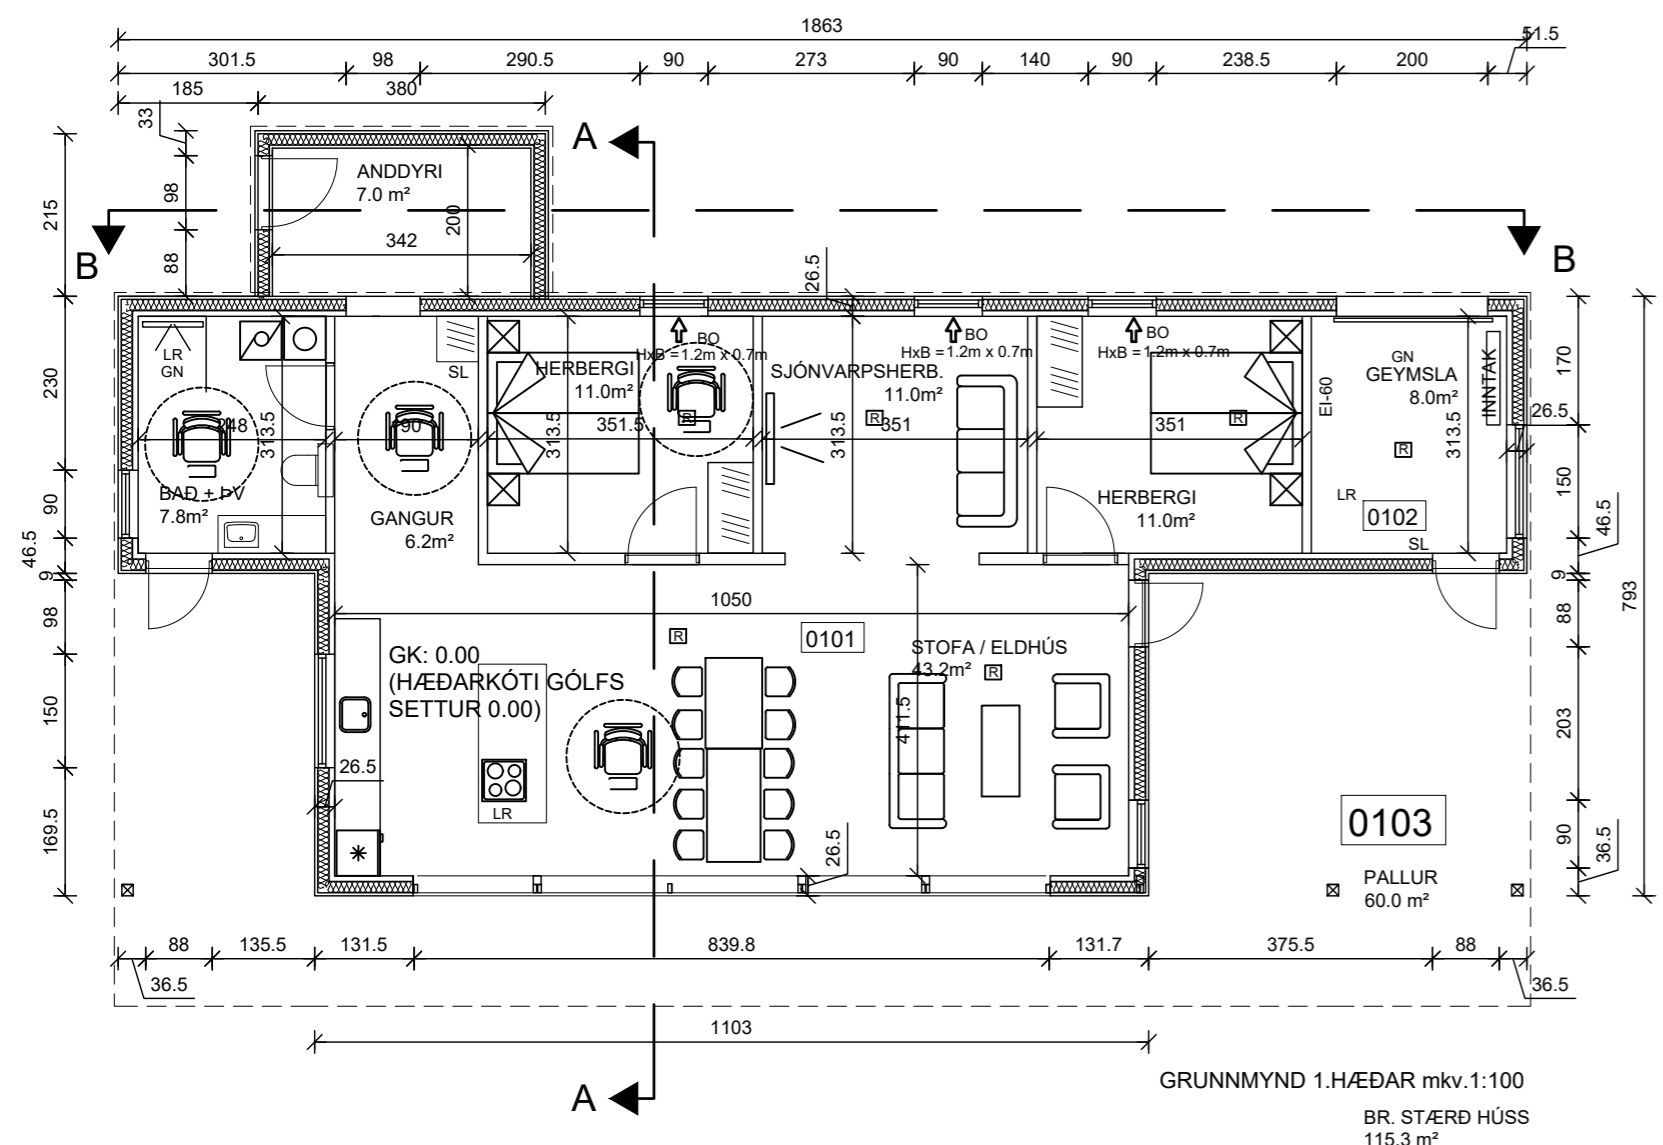 1863
51.5
301.5 98 290.5 90 273 90 140 90 238.5 200
185 380
33
A
ANDDYRI
7.0 m²
98
215
200
342
88
B
B
26.5
LR
GN
SL
BO
HxB =1.2m x 0.7m
BO
HxB =1.2m x 0.7m
BO
HxB =1.2m x 0.7m
HERBERGI
11.0m²
SJÓNVARPSHERB.
11.0m²
GN
GEYMSLA
8.0m²
EI-60
INNTAK
230
170
26.5
248
313.5
90
313.5
351.5
R
313.5
351
R
351
R
R
313.5
BAÐ + ÞV
7.8m²
GANGUR
6.2m²
HERBERGI
11.0m²
LR
0102
SL
90
150
46.5
46.5
9
9
98
88
793
1050
R
0101
STOFA / ELDHÚS
43.2m²
R
GK: 0.00
(HÆÐARKÓTI GÓLFS
SETTUR 0.00)
411.5
150
203
26.5
LR
169.5
26.5
0103
90
36.5
PALLUR
60.0 m²
88 135.5 131.5 839.8 131.7 375.5 88
36.5
36.5
1103
A
GRUNNMYND 1.HÆÐAR mkv.1:100
BR. STÆRÐ HÚSS
115.3 m²